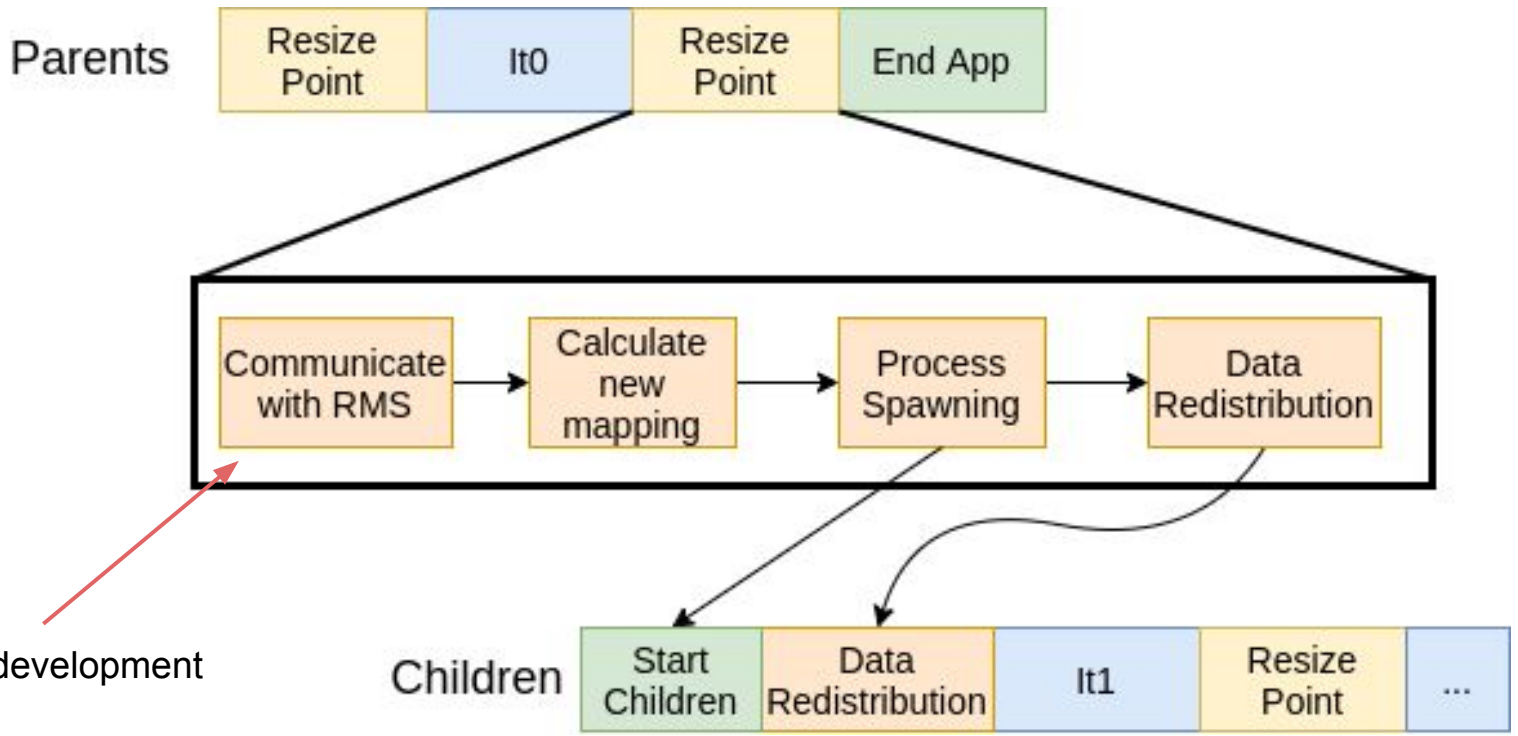 Parents
Resize
Point
It0
Resize
Point
End App
Communicate
with RMS
Calculate
new
mapping
Process
Spawning
Data
Redistribution
development
Children
Start
Children
Data
Redistribution
It1
Resize
Point
...